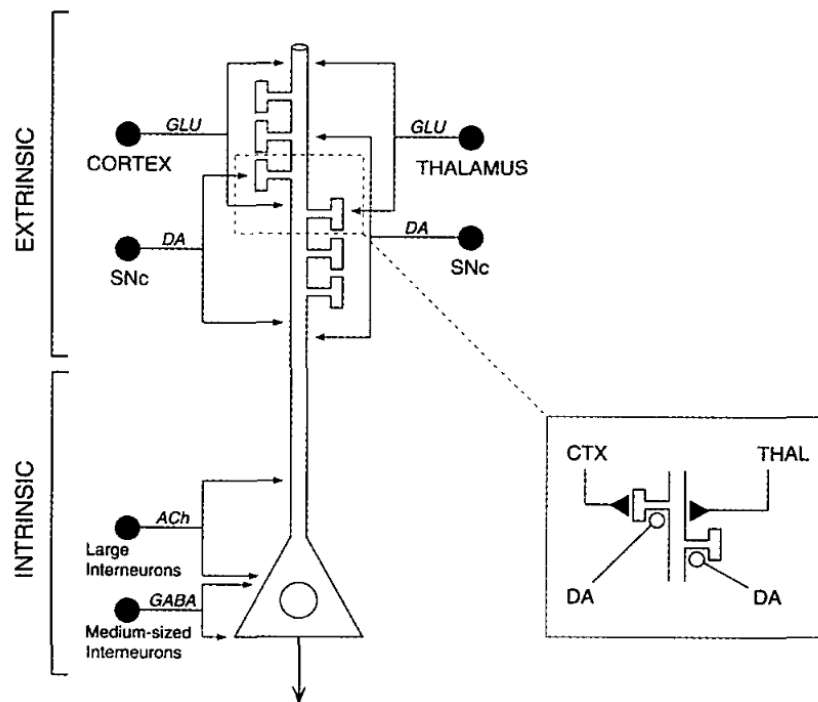 EXTRINSIC
GLU
CORTEX
GLU
THALAMUS
DA
SNc
DA
SNc
INTRINSIC
ACh
Large
Interneurons
GABA
Medium-sized
Interneurons
CTX
THAL
DA
DA